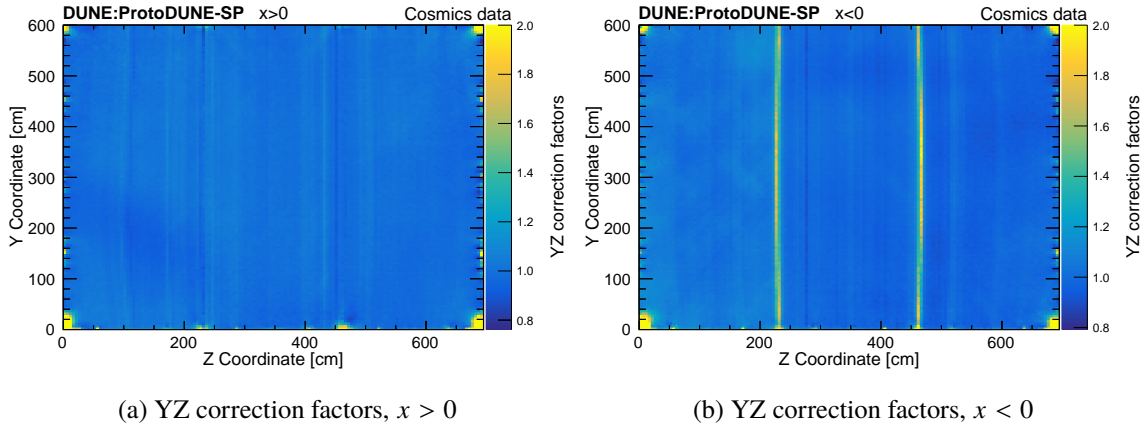 DUNE:ProtoDUNE-SP x>0 Cosmics data
600
500
400
300
200
100
0
Y Coordinate [cm]
0 200 400 600
Z Coordinate [cm]
2.0
1.8
1.6
1.4
1.2
1.0
0.8
YZ correction factors
(a) YZ correction factors, x > 0
DUNE:ProtoDUNE-SP x<0 Cosmics data
600
500
400
300
200
100
0
Y Coordinate [cm]
0 200 400 600
Z Coordinate [cm]
2.0
1.8
1.6
1.4
1.2
1.0
0.8
YZ correction factors
(b) YZ correction factors, x < 0